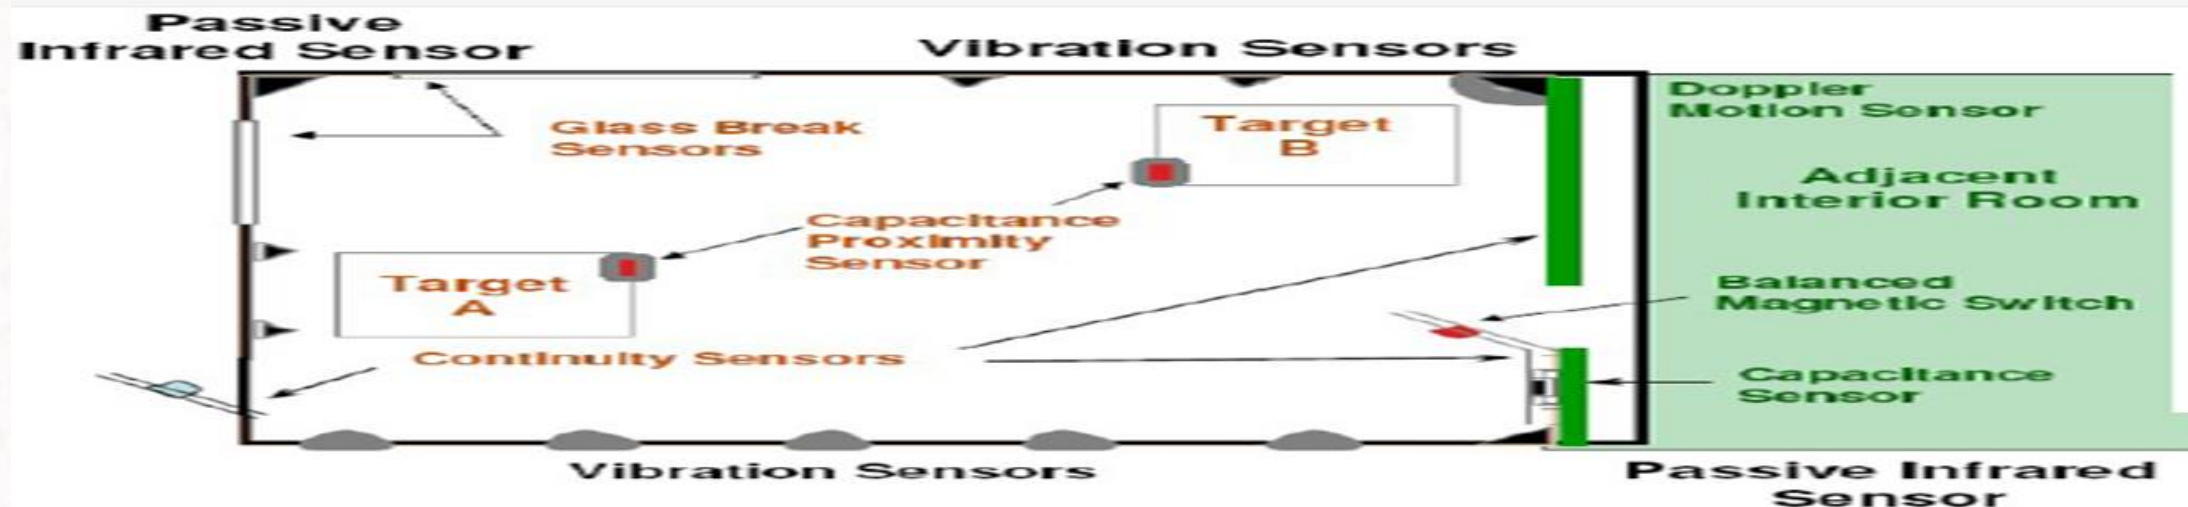 Passive
Infrared Sensor
Vibration Sensors
Doppler
Motion Sensor
Glass Break
Sensors
Target
B
Adjacent
Interior Room
Capacitance
Proximity
Sensor
Target
A
Balanced
Magnetic Switch
Continuity Sensors
Capacitance
Sensor
Vibration Sensors
Passive Infrared
Sensor